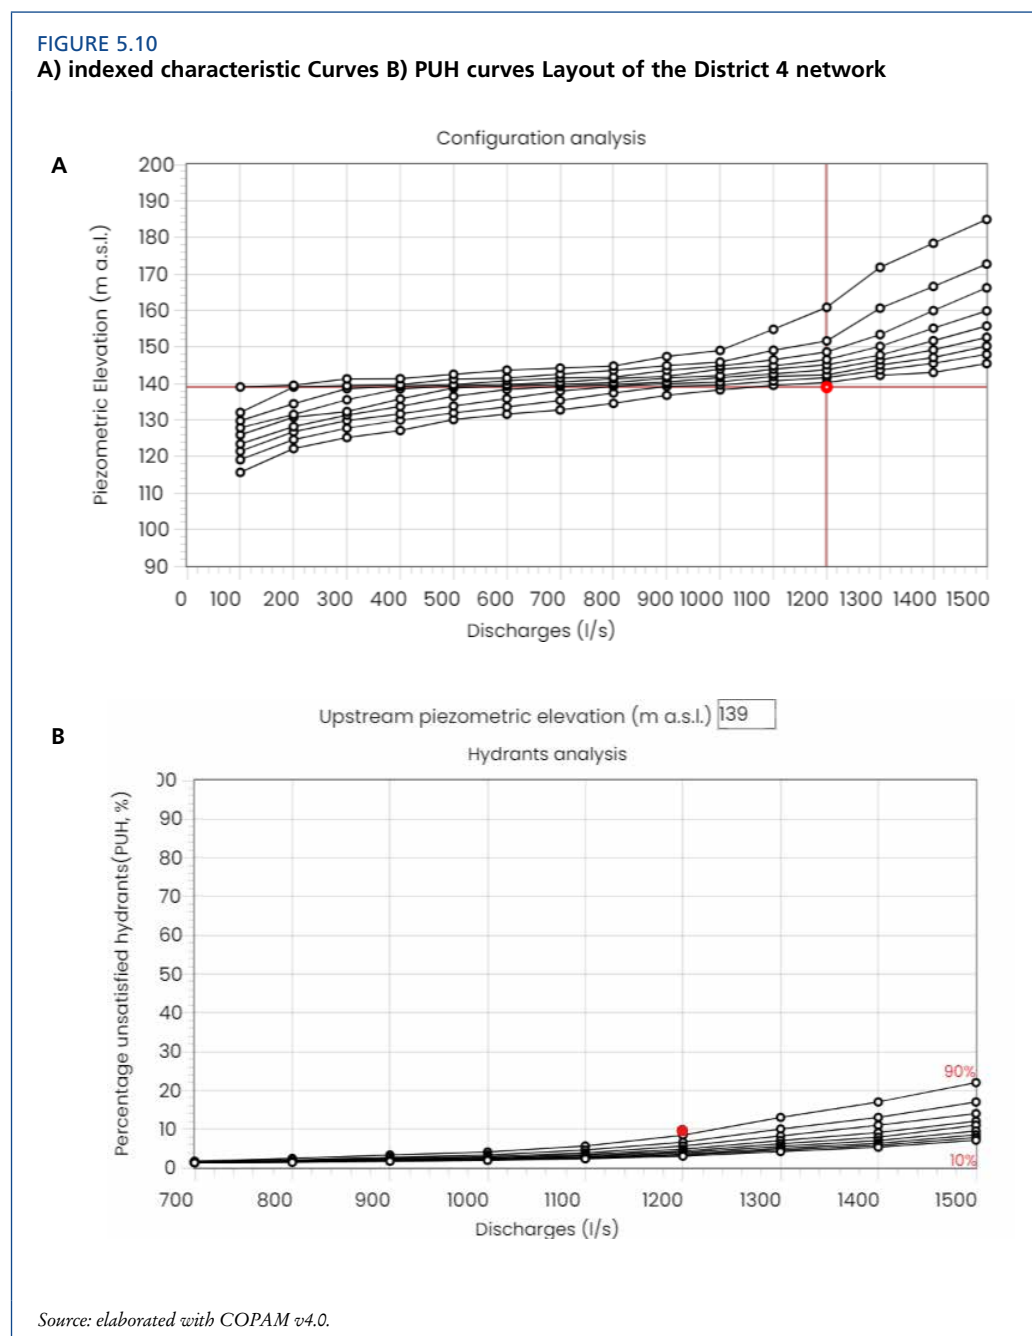 FIGURE 5.10
A) indexed characteristic Curves B) PUH curves Layout of the District 4 network
A
Configuration analysis
Piezometric Elevation (m a.s.l.)
200
190
180
170
160
150
140
130
120
110
100
90
0 100 200 300 400 500 600 700 800 900 1000 1100 1200 1300 1400 1500
Discharges (l/s)
B
Upstream piezometric elevation (m a.s.l.) 139
Hydrants analysis
Percentage unsatisfied hydrants(PUH, %)
00
90
80
70
60
50
40
30
20
10
0
90%
10%
700 800 900 1000 1100 1200 1300 1400 1500
Discharges (l/s)
Source: elaborated with COPAM v4.0.